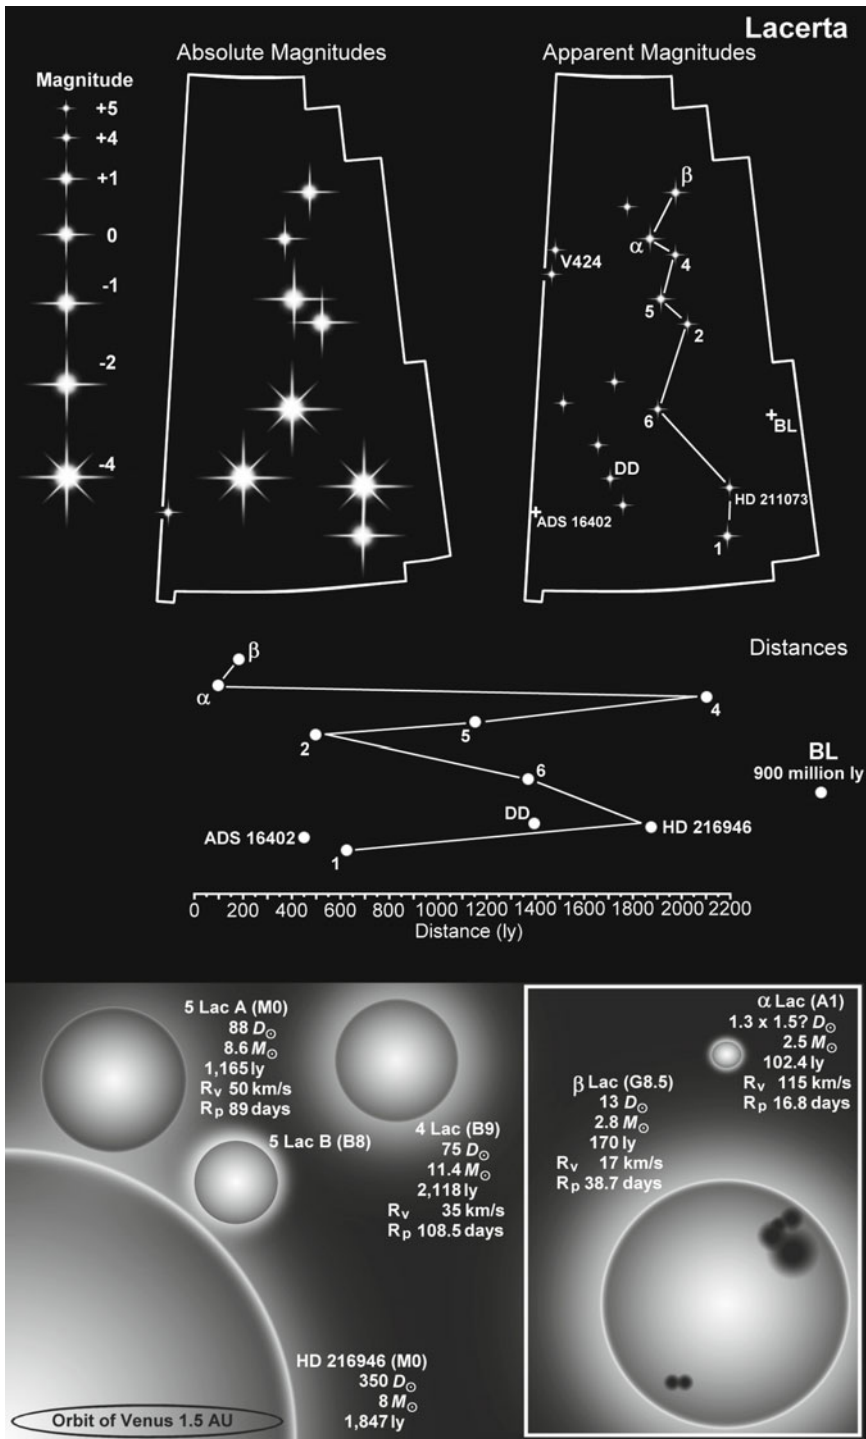 Lacerta
Absolute Magnitudes
Apparent Magnitudes
Magnitude
+5
+4
+1
0
-1
-2
-4
β
α
4
V424
5
2
6
BL
DD
HD 211073
ADS 16402
1
Distances
β
α
4
5
2
BL
900 million ly
6
DD
HD 216946
ADS 16402
1
0 200 400 600 800 1000 1200 1400 1600 1800 2000 2200
Distance (ly)
5 Lac A (M0)
88 D☉
8.6 M☉
1,165 ly
Rv 50 km/s
Rp 89 days
5 Lac B (B8)
4 Lac (B9)
75 D☉
11.4 M☉
2,118 ly
Rv 35 km/s
Rp 108.5 days
HD 216946 (M0)
350 D☉
8 M☉
1,847 ly
Orbit of Venus 1.5 AU
α Lac (A1)
1.3 x 1.5? D☉
2.5 M☉
102.4 ly
Rv 115 km/s
Rp 16.8 days
β Lac (G8.5)
13 D☉
2.8 M☉
170 ly
Rv 17 km/s
Rp 38.7 days